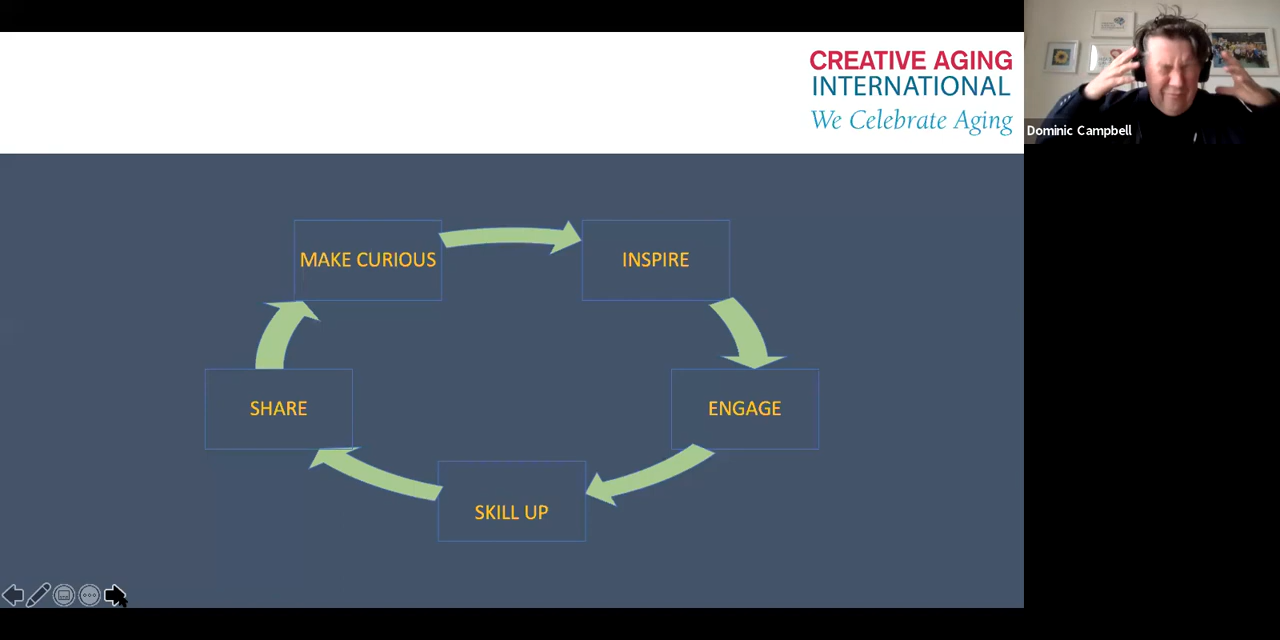 CREATIVE AGING
INTERNATIONAL
We Celebrate Aging
Dominic Campbell
MAKE CURIOUS
INSPIRE
SHARE
ENGAGE
SKILL UP